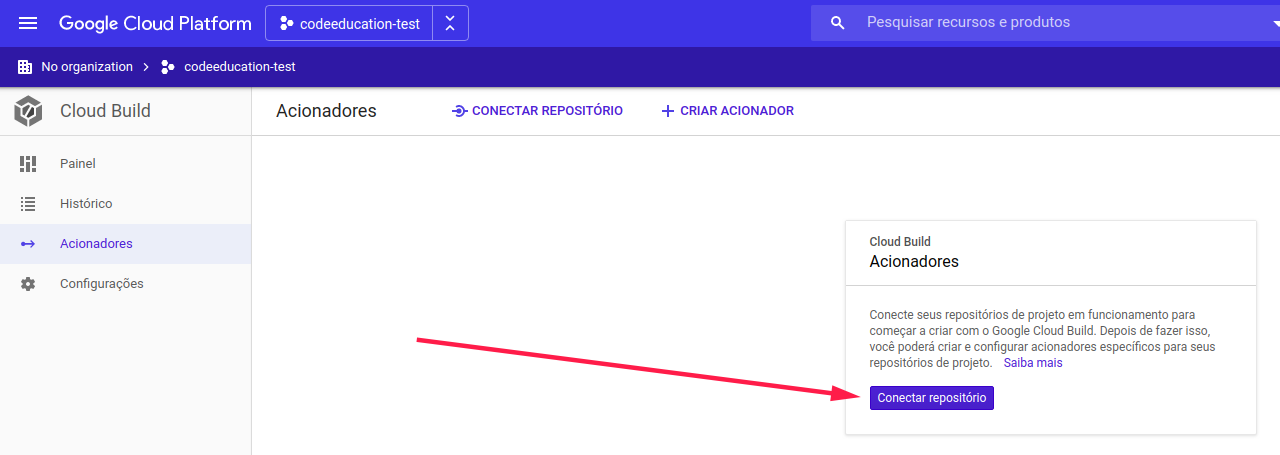 Google Cloud Platform
codeeducation-test
Pesquisar recursos e produtos
No organization
codeeducation-test
Cloud Build
Acionadores
CONECTAR REPOSITÓRIO
CRIAR ACIONADOR
Painel
Histórico
Acionadores
Configurações
Cloud Build
Acionadores
Conecte seus repositórios de projeto em funcionamento para
começar a criar com o Google Cloud Build. Depois de fazer isso,
você poderá criar e configurar acionadores específicos para seus
repositórios de projeto. Saiba mais
Conectar repositório